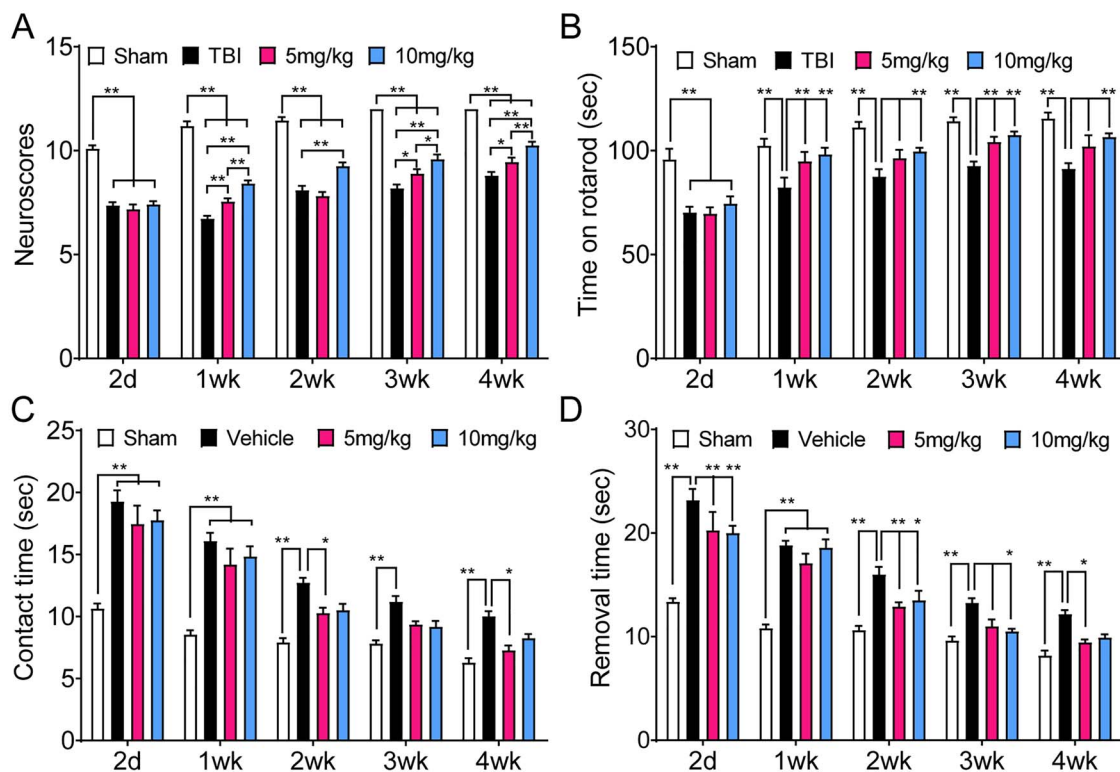 A
Neuroscores
Sham TBI 5mg/kg 10mg/kg
15
10
5
0
** ** ** ** **
** ** ** **
** ** * * * **
2d 1wk 2wk 3wk 4wk
B
Time on rotarod (sec)
Sham TBI 5mg/kg 10mg/kg
150
100
50
0
** ** ** ** ** ** ** ** ** ** **
2d 1wk 2wk 3wk 4wk
C
Contact time (sec)
Sham Vehicle 5mg/kg 10mg/kg
25
20
15
10
5
0
**
**
** *
**
** *
2d 1wk 2wk 3wk 4wk
D
Removal time (sec)
Sham Vehicle 5mg/kg 10mg/kg
30
20
10
0
** ** **
**
** ** *
** *
** *
2d 1wk 2wk 3wk 4wk